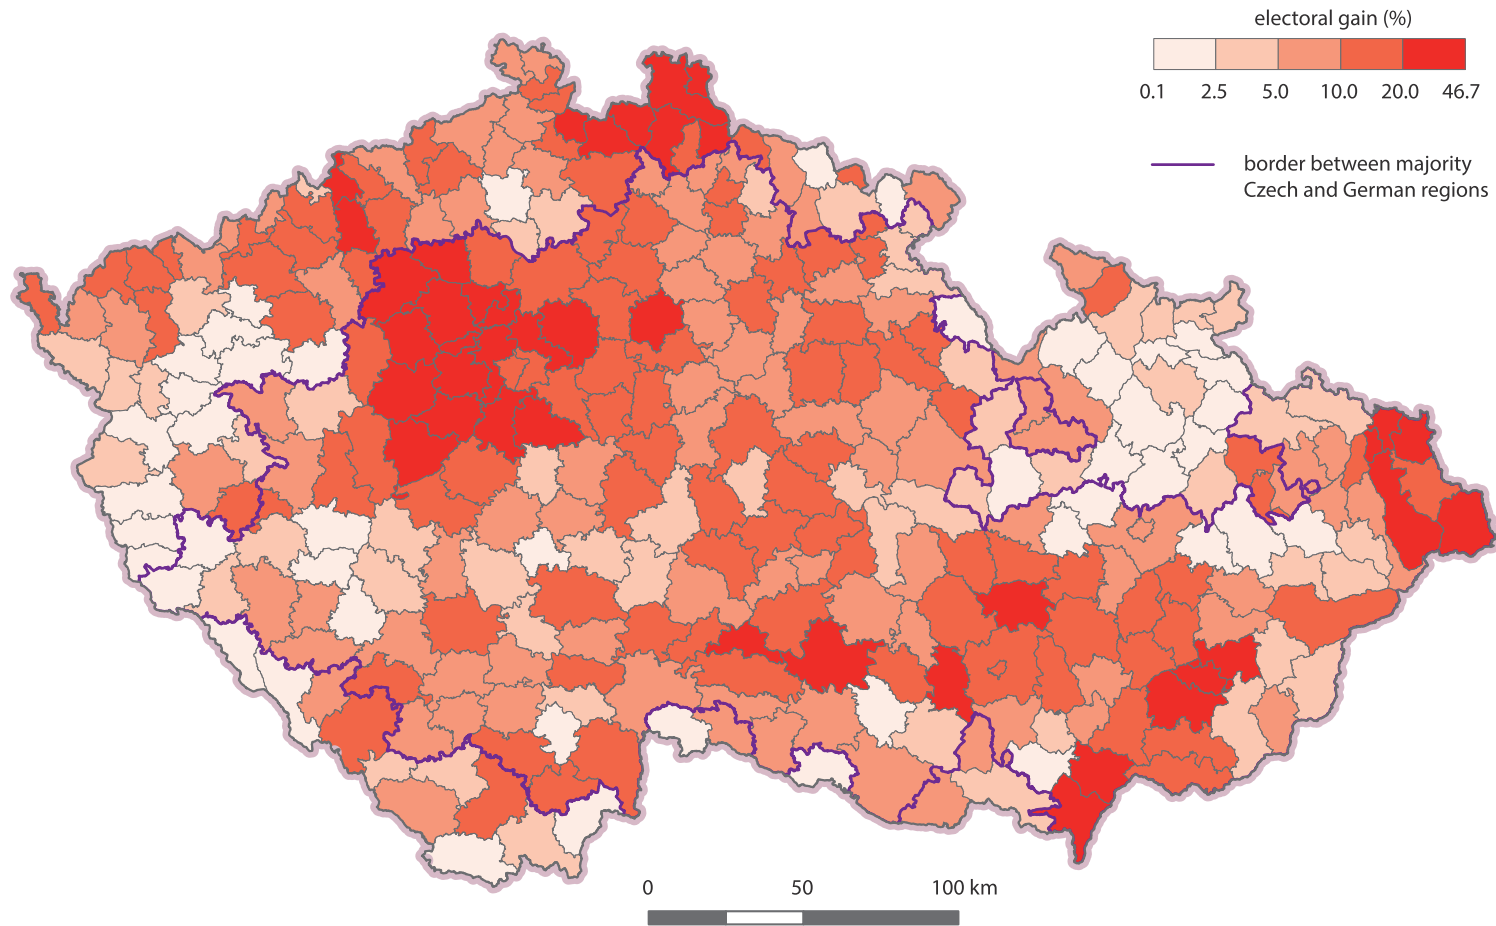 electoral gain (%)
0.1 2.5 5.0 10.0 20.0 46.7
border between majority
Czech and German regions
0 50 100 km